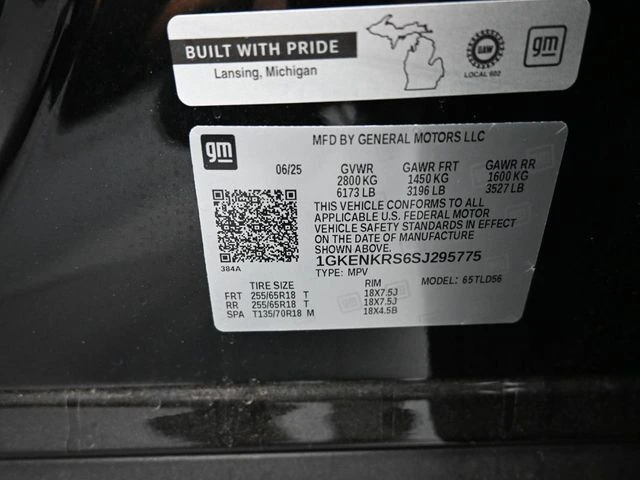 BUILT WITH PRIDE
Lansing, Michigan
UAW
LOCAL 602
gm
gm
MFD BY GENERAL MOTORS LLC
06/25 GVWR GAWR FRT GAWR RR
2800 KG 1450 KG 1600 KG
6173 LB 3196 LB 3527 LB
THIS VEHICLE CONFORMS TO ALL
APPLICABLE U.S. FEDERAL MOTOR
VEHICLE SAFETY STANDARDS IN EFFECT
ON THE DATE OF MANUFACTURE
SHOWN ABOVE.
1GKENKRS6SJ295775
TYPE: MPV MODEL: 65TLD56
384A
TIRE SIZE RIM
FRT 255/65R18 T 18X7.5J
RR 255/65R18 T 18X7.5J
SPA T135/70R18 M 18X4.5B